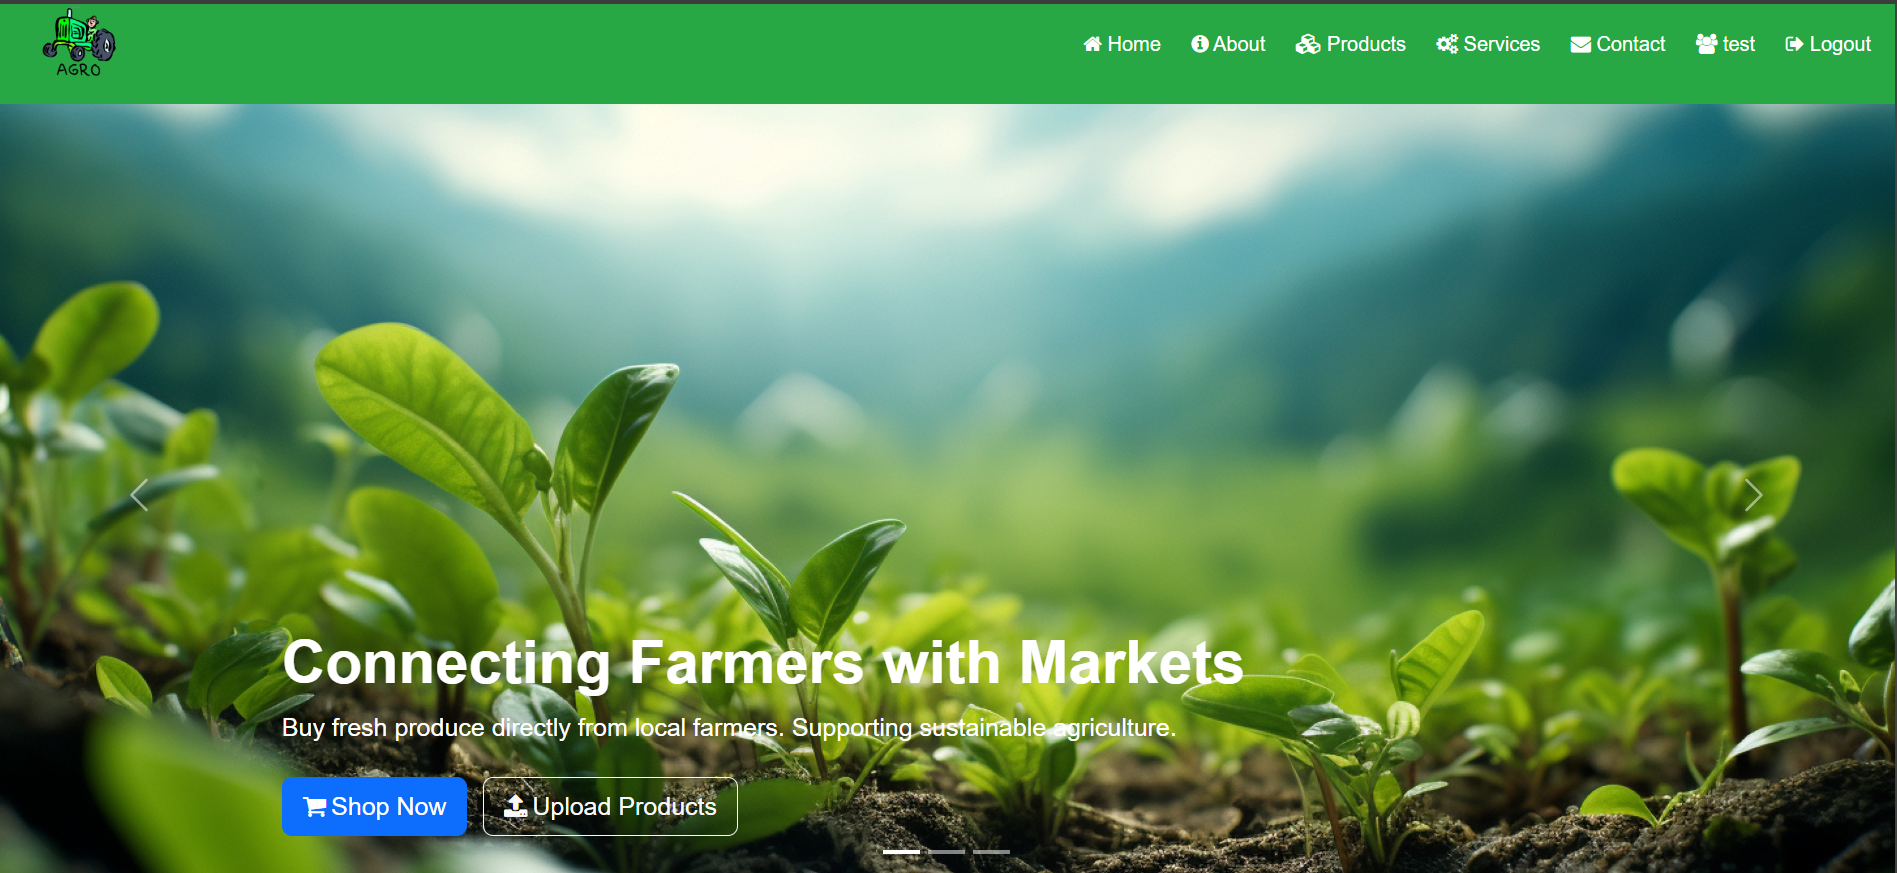 AGRO
Home About Products Services Contact test Logout
Connecting Farmers with Markets
Buy fresh produce directly from local farmers. Supporting sustainable agriculture.
Shop Now Upload Products